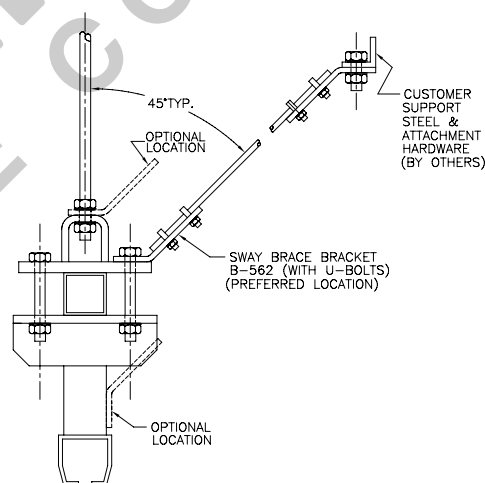 45°TYP.
OPTIONAL
LOCATION
CUSTOMER
SUPPORT
STEEL &
ATTACHMENT
HARDWARE
(BY OTHERS)
SWAY BRACE BRACKET
B-562 (WITH U-BOLTS)
(PREFERRED LOCATION)
OPTIONAL
LOCATION